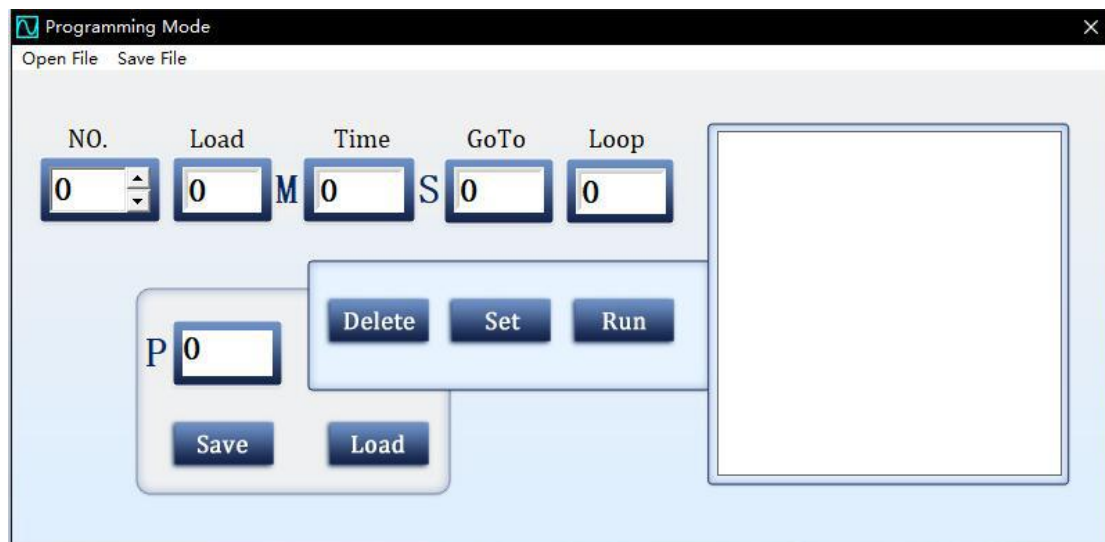 Programming Mode
Open File Save File
NO. Load Time GoTo Loop
0 0 M 0 S 0 0
Delete Set Run
P 0
Save Load